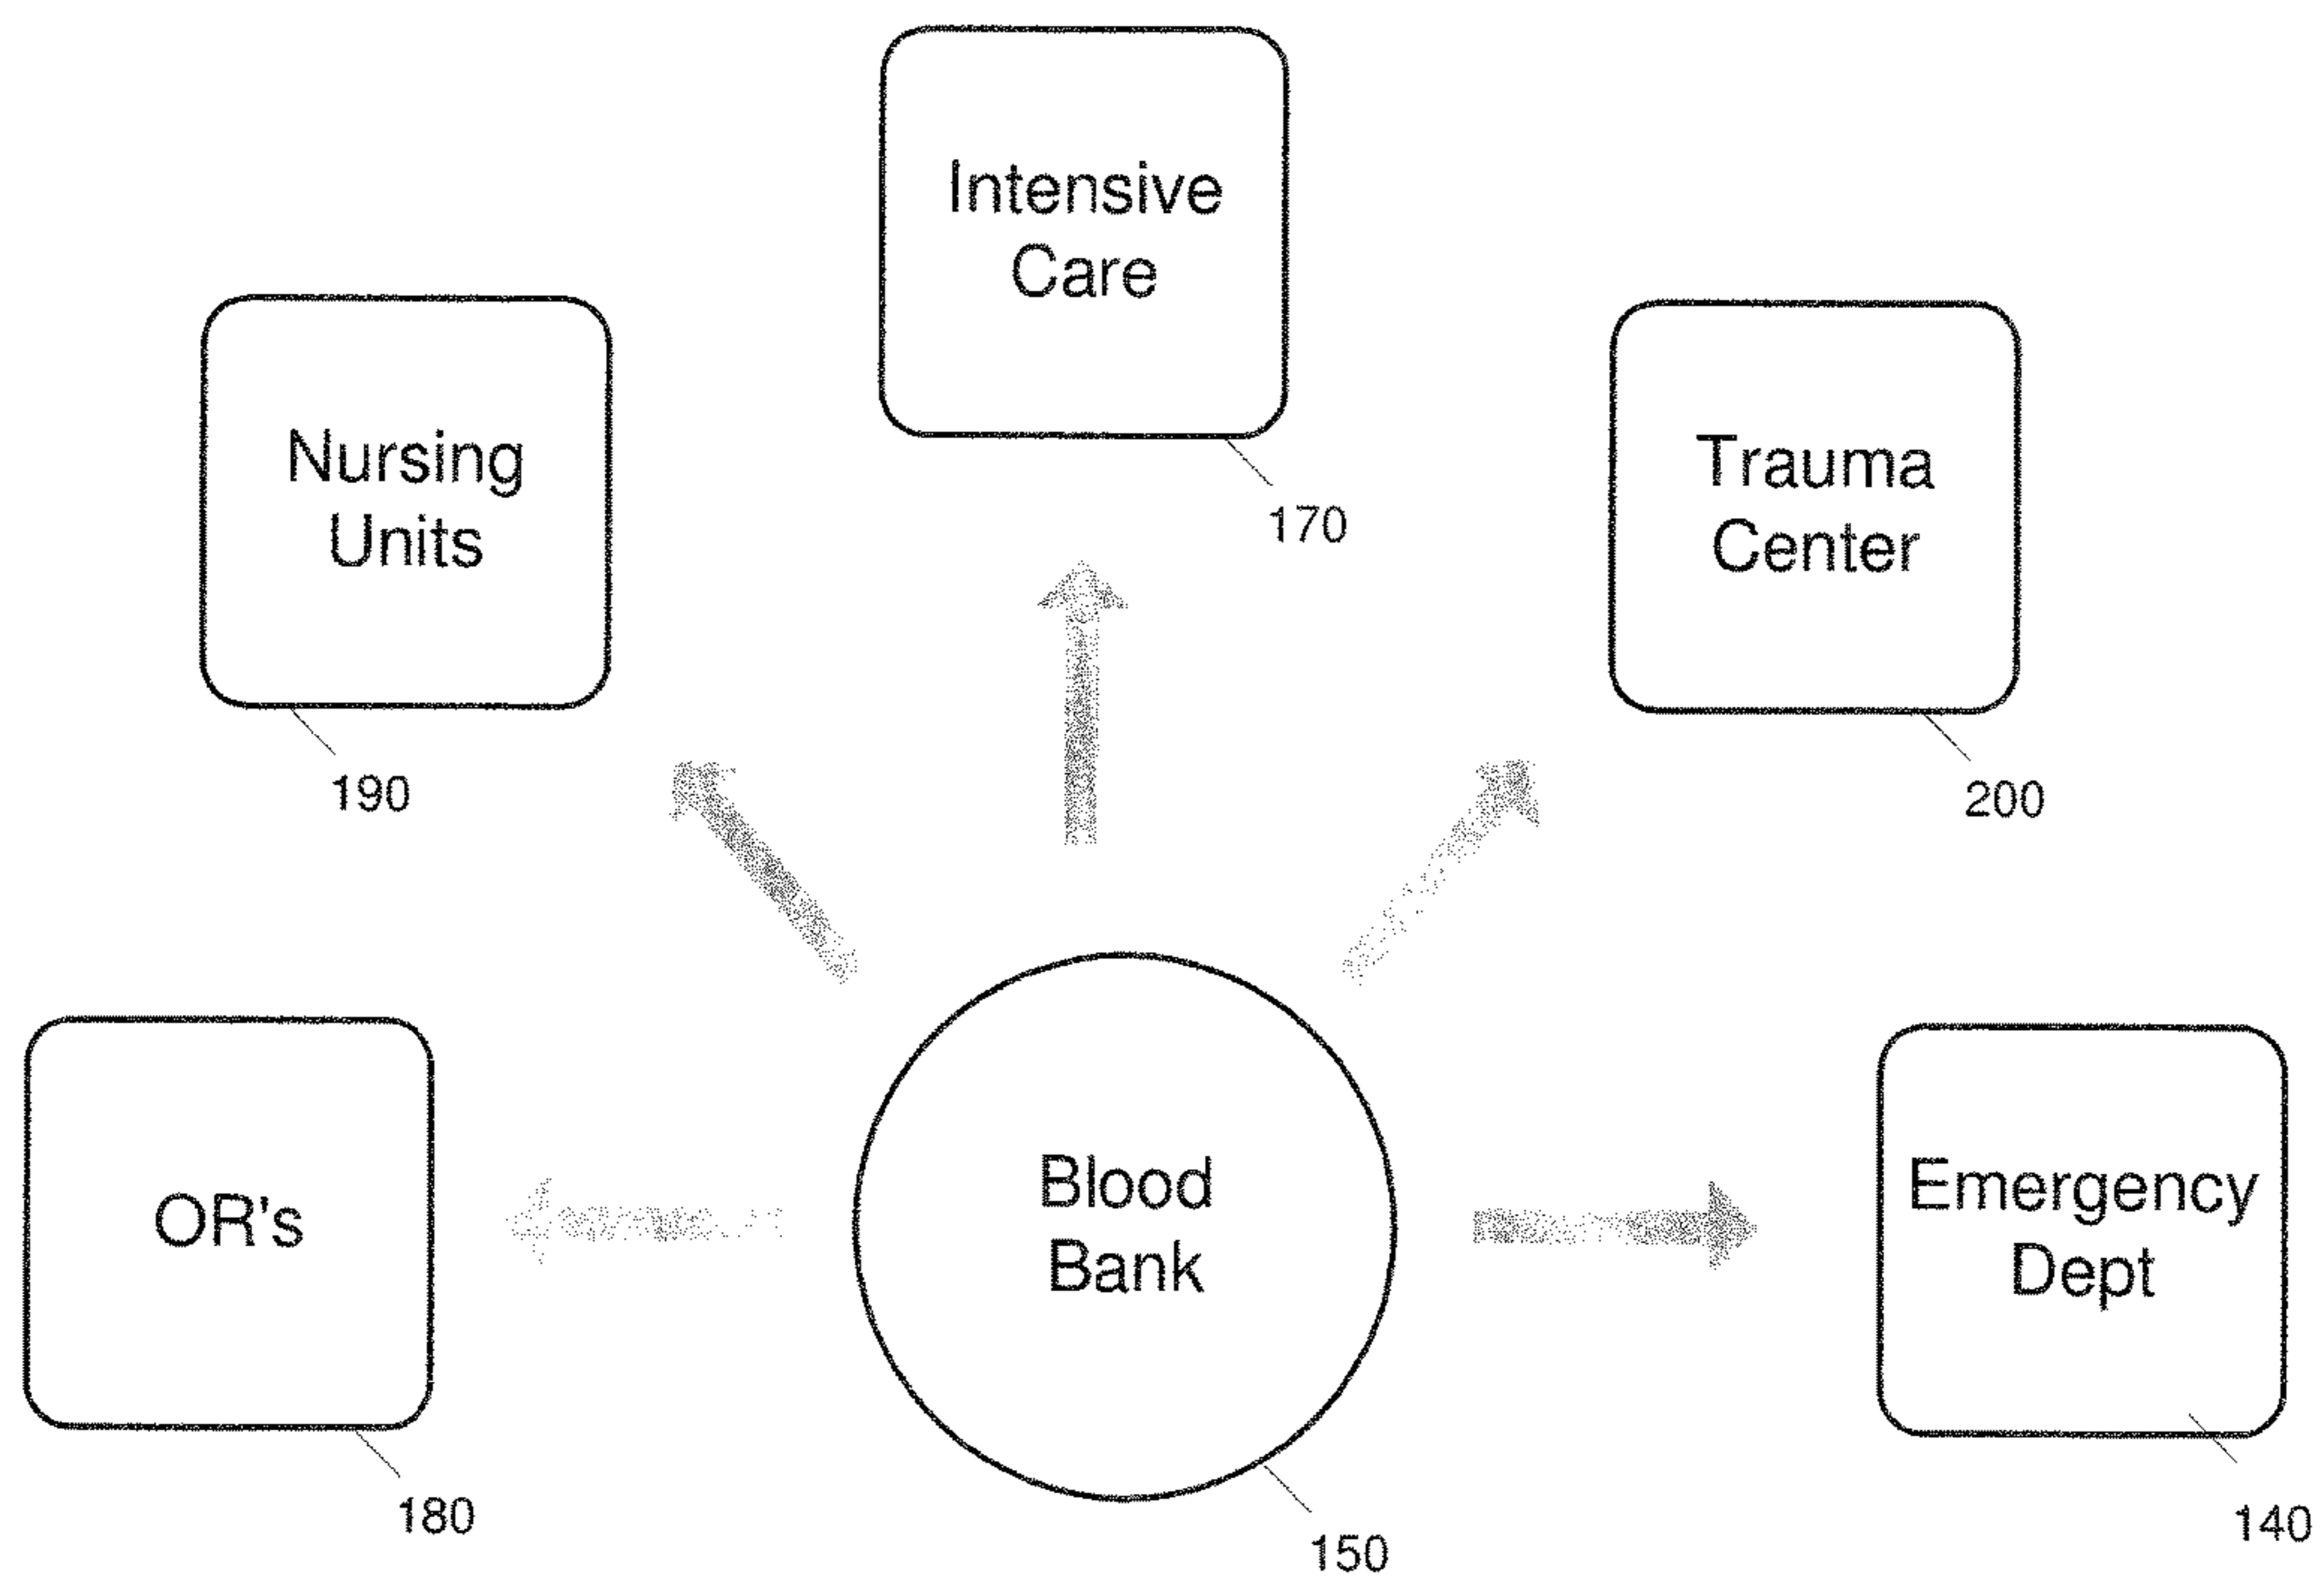 Intensive
Care
170
Nursing
Units
190
Trauma
Center
200
OR's
180
Blood
Bank
150
Emergency
Dept
140